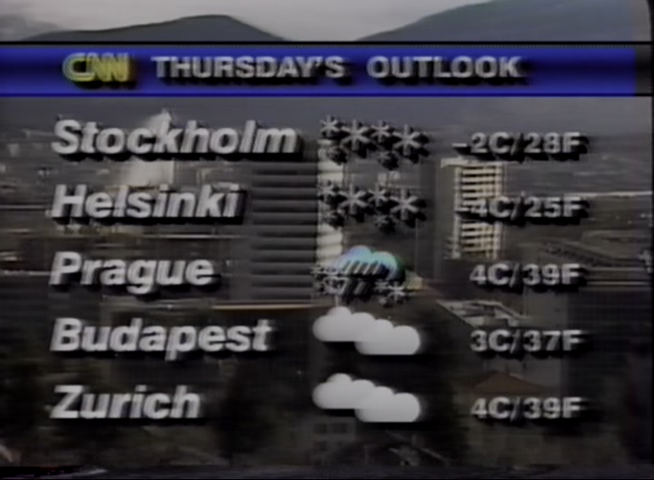 CNN THURSDAY'S OUTLOOK
Stockholm -2C/28F
Helsinki -4C/25F
Prague 4C/39F
Budapest 3C/37F
Zurich 4C/39F